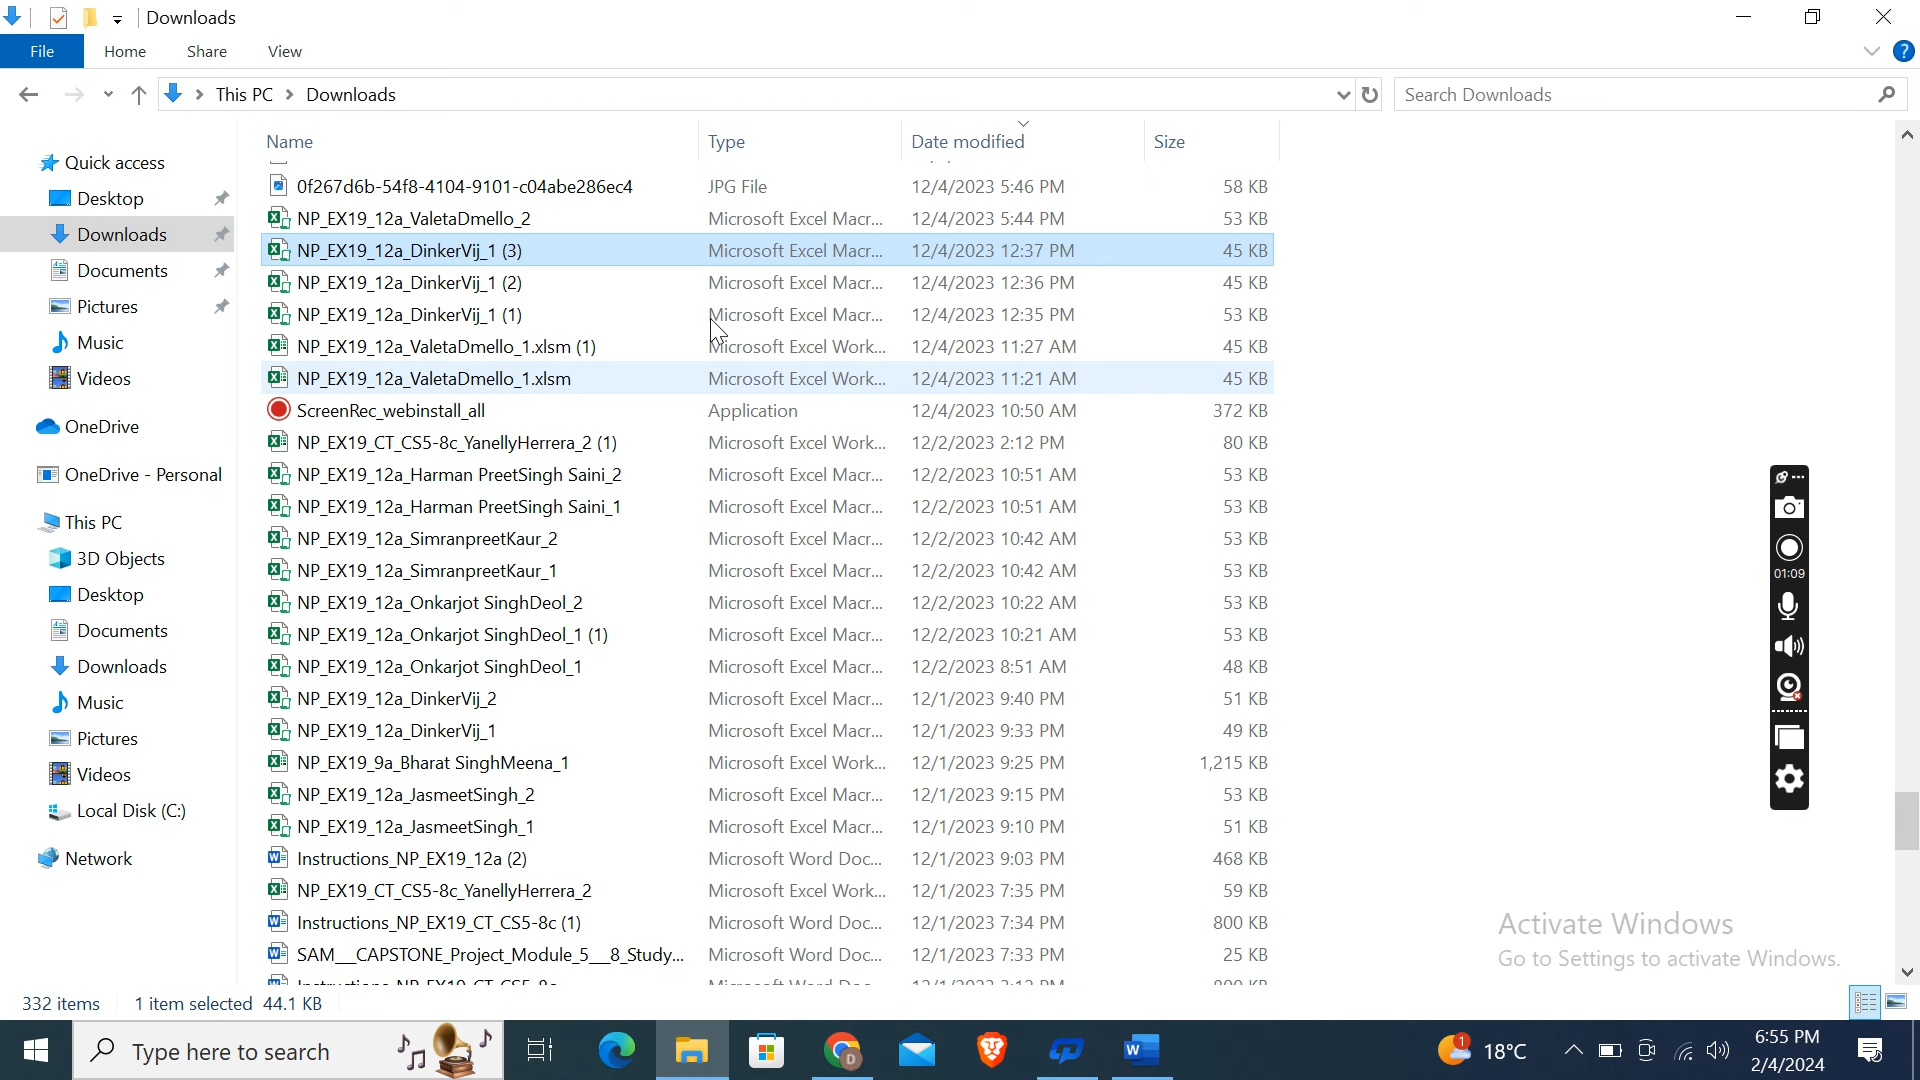 Downloads
File Home Share View
This PC Downloads
Search Downloads
Name Type Date modified Size
Quick access
Desktop
Downloads
Documents
Pictures
Music
Videos
OneDrive
OneDrive - Personal
This PC
3D Objects
Desktop
Documents
Downloads
Music
Pictures
Videos
Local Disk (C:)
Network
0f267d6b-54f8-4104-9101-c04abe286ec4 JPG File 12/4/2023 5:46 PM 58 KB
NP_EX19_12a_ValetaDmello_2 Microsoft Excel Macr... 12/4/2023 5:44 PM 53 KB
NP_EX19_12a_DinkerVij_1 (3) Microsoft Excel Macr... 12/4/2023 12:37 PM 45 KB
NP_EX19_12a_DinkerVij_1 (2) Microsoft Excel Macr... 12/4/2023 12:36 PM 45 KB
NP_EX19_12a_DinkerVij_1 (1) Microsoft Excel Macr... 12/4/2023 12:35 PM 53 KB
NP_EX19_12a_ValetaDmello_1.xlsm (1) Microsoft Excel Work... 12/4/2023 11:27 AM 45 KB
NP_EX19_12a_ValetaDmello_1.xlsm Microsoft Excel Work... 12/4/2023 11:21 AM 45 KB
ScreenRec_webinstall_all Application 12/4/2023 10:50 AM 372 KB
NP_EX19_CT_CS5-8c_YanellyHerrera_2 (1) Microsoft Excel Work... 12/2/2023 2:12 PM 80 KB
NP_EX19_12a_Harman PreetSingh Saini_2 Microsoft Excel Macr... 12/2/2023 10:51 AM 53 KB
NP_EX19_12a_Harman PreetSingh Saini_1 Microsoft Excel Macr... 12/2/2023 10:51 AM 53 KB
NP_EX19_12a_SimranpreetKaur_2 Microsoft Excel Macr... 12/2/2023 10:42 AM 53 KB
NP_EX19_12a_SimranpreetKaur_1 Microsoft Excel Macr... 12/2/2023 10:42 AM 53 KB
NP_EX19_12a_Onkarjot SinghDeol_2 Microsoft Excel Macr... 12/2/2023 10:22 AM 53 KB
NP_EX19_12a_Onkarjot SinghDeol_1 (1) Microsoft Excel Macr... 12/2/2023 10:21 AM 53 KB
NP_EX19_12a_Onkarjot SinghDeol_1 Microsoft Excel Macr... 12/2/2023 8:51 AM 48 KB
NP_EX19_12a_DinkerVij_2 Microsoft Excel Macr... 12/1/2023 9:40 PM 51 KB
NP_EX19_12a_DinkerVij_1 Microsoft Excel Macr... 12/1/2023 9:33 PM 49 KB
NP_EX19_9a_Bharat SinghMeena_1 Microsoft Excel Work... 12/1/2023 9:25 PM 1,215 KB
NP_EX19_12a_JasmeetSingh_2 Microsoft Excel Macr... 12/1/2023 9:15 PM 53 KB
NP_EX19_12a_JasmeetSingh_1 Microsoft Excel Macr... 12/1/2023 9:10 PM 51 KB
Instructions_NP_EX19_12a (2) Microsoft Word Doc... 12/1/2023 9:03 PM 468 KB
NP_EX19_CT_CS5-8c_YanellyHerrera_2 Microsoft Excel Work... 12/1/2023 7:35 PM 59 KB
Instructions_NP_EX19_CT_CS5-8c (1) Microsoft Word Doc... 12/1/2023 7:34 PM 800 KB
SAM__CAPSTONE_Project_Module_5__8_Study... Microsoft Word Doc... 12/1/2023 7:33 PM 25 KB
01:09
Activate Windows
Go to Settings to activate Windows.
332 items 1 item selected 44.1 KB
Type here to search
D
W
1
18°C
6:55 PM
2/4/2024